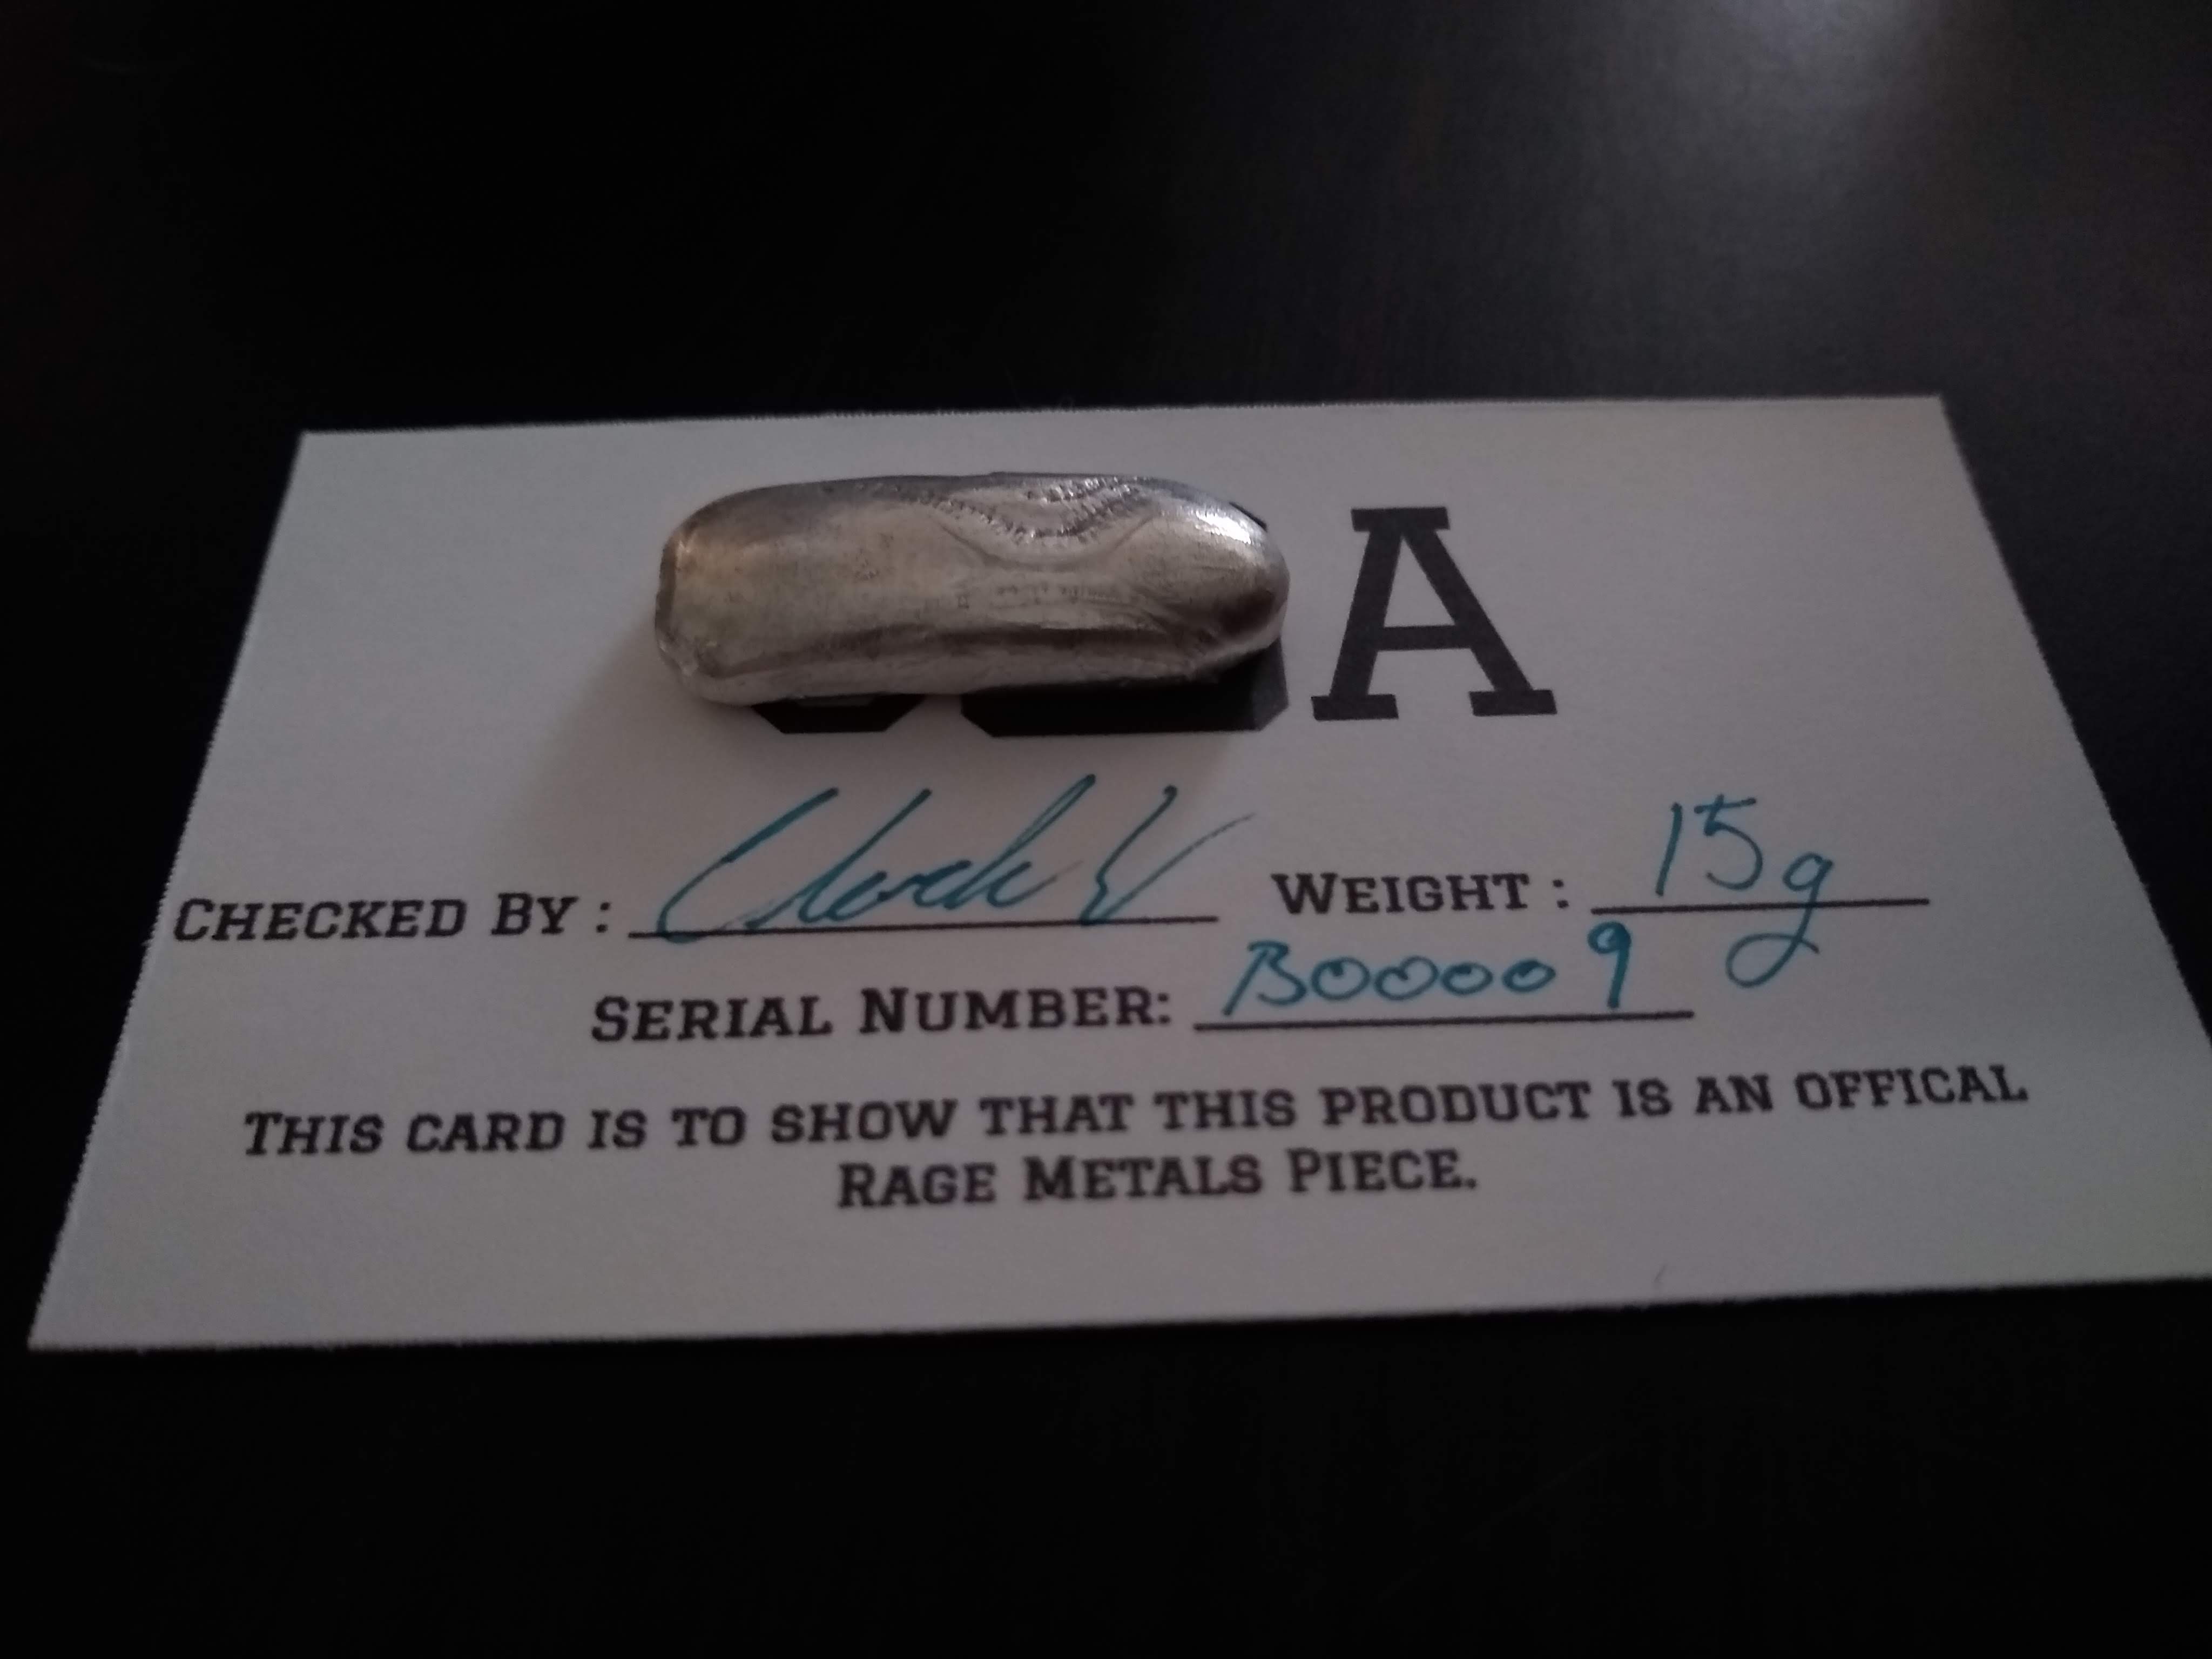 A
CHECKED BY : WEIGHT : 15g
SERIAL NUMBER: B00009
THIS CARD IS TO SHOW THAT THIS PRODUCT IS AN OFFICAL
RAGE METALS PIECE.